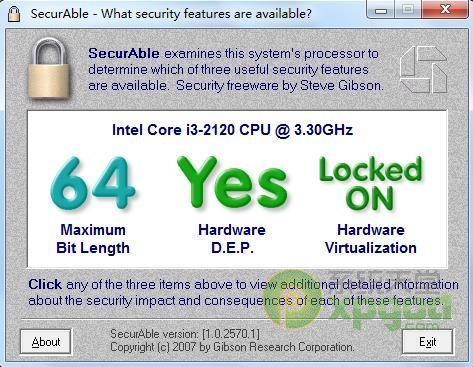 SecurAble - What security features are available?
SecurAble examines this system's processor to
determine which of three useful security features
are available. Security freeware by Steve Gibson.
Intel Core i3-2120 CPU @ 3.30GHz
64
Maximum
Bit Length
Yes
Hardware
D.E.P.
Locked
ON
Hardware
Virtualization
Click any of the three items above to view additional detailed information
about the security impact and consequences of each of these features.
系统天堂
xpgod
About
SecurAble version: [1.0.2570.1]
Copyright (c) 2007 by Gibson Research Corporation.
Exit